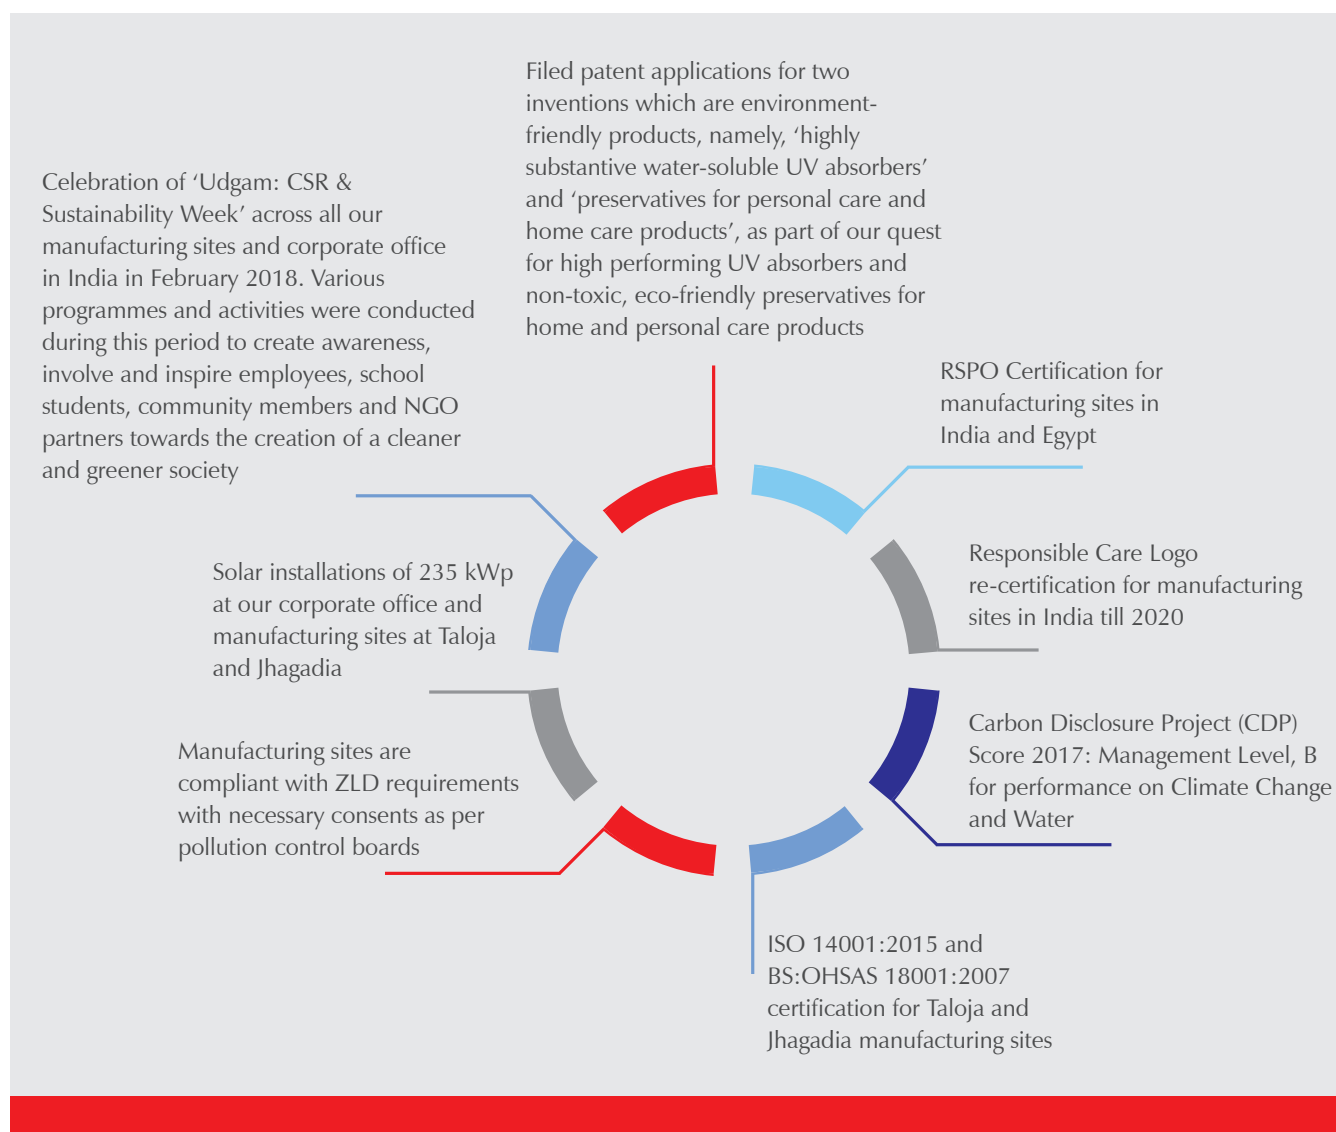 Filed patent applications for two
inventions which are environment-
friendly products, namely, ‘highly
substantive water-soluble UV absorbers’
and ‘preservatives for personal care and
home care products’, as part of our quest
for high performing UV absorbers and
non-toxic, eco-friendly preservatives for
home and personal care products
Celebration of ‘Udgam: CSR &
Sustainability Week’ across all our
manufacturing sites and corporate office
in India in February 2018. Various
programmes and activities were conducted
during this period to create awareness,
involve and inspire employees, school
students, community members and NGO
partners towards the creation of a cleaner
and greener society
RSPO Certification for
manufacturing sites in
India and Egypt
Responsible Care Logo
re-certification for manufacturing
sites in India till 2020
Solar installations of 235 kWp
at our corporate office and
manufacturing sites at Taloja
and Jhagadia
Carbon Disclosure Project (CDP)
Score 2017: Management Level, B
for performance on Climate Change
and Water
Manufacturing sites are
compliant with ZLD requirements
with necessary consents as per
pollution control boards
ISO 14001:2015 and
BS:OHSAS 18001:2007
certification for Taloja and
Jhagadia manufacturing sites